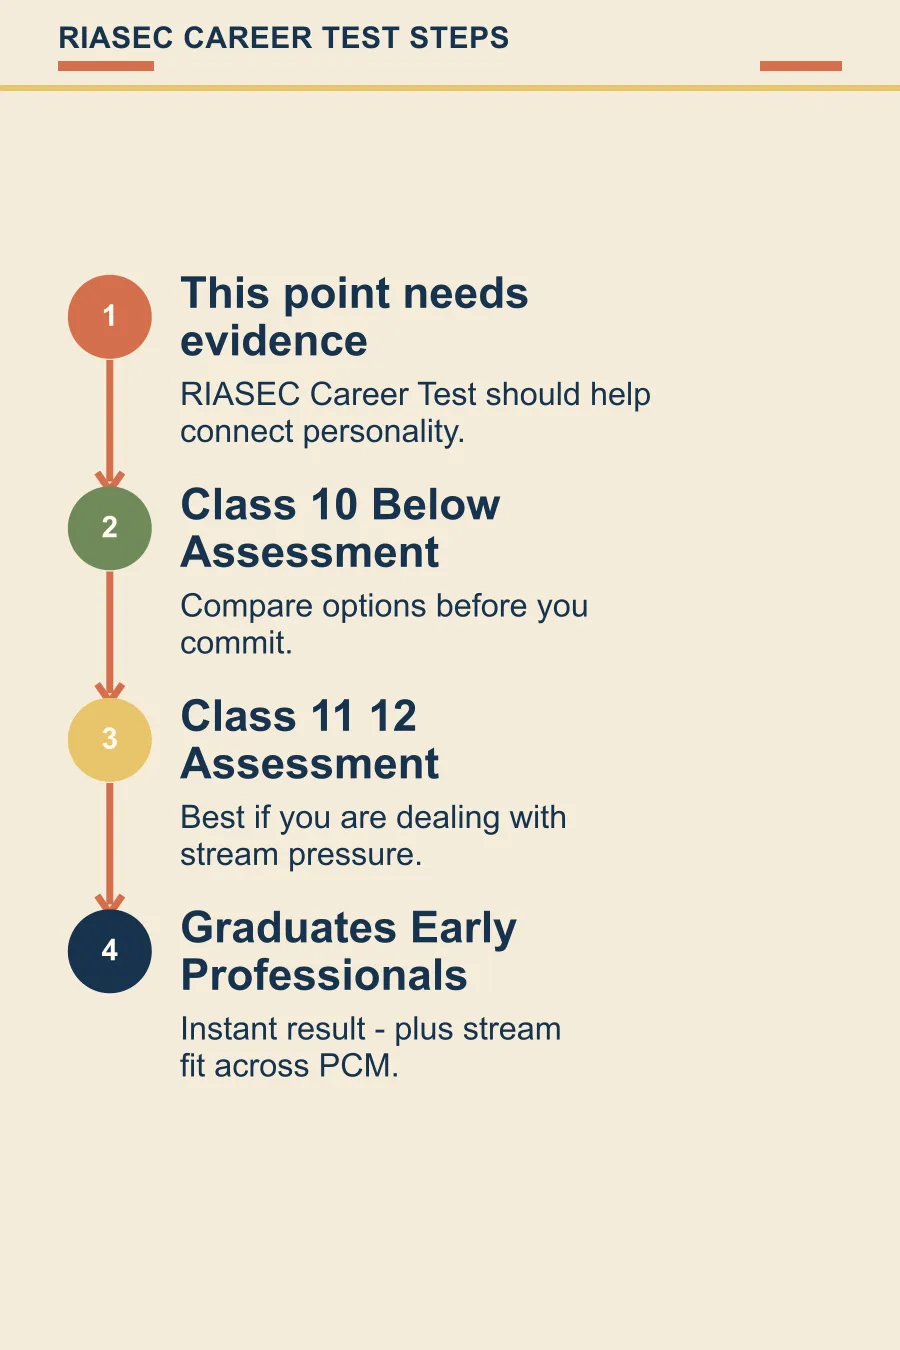 RIASEC CAREER TEST STEPS
1
This point needs
evidence
RIASEC Career Test should help
connect personality.
2
Class 10 Below
Assessment
Compare options before you
commit.
3
Class 11 12
Assessment
Best if you are dealing with
stream pressure.
4
Graduates Early
Professionals
Instant result - plus stream
fit across PCM.